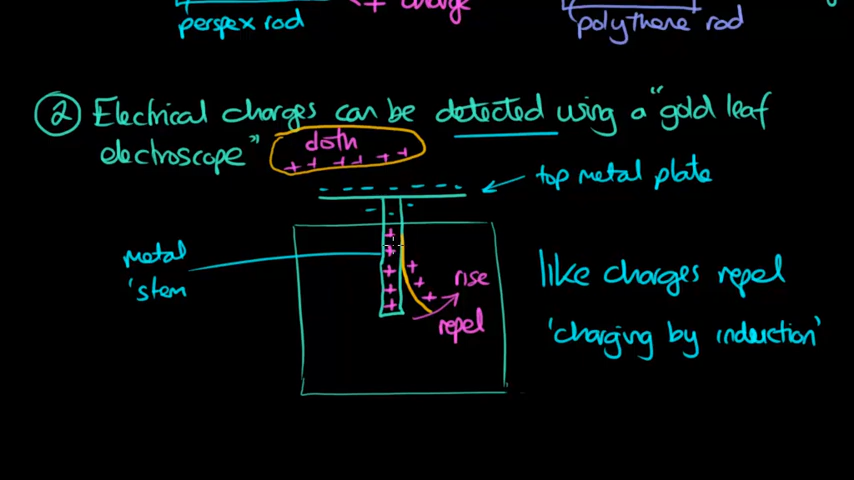 + charge
perspex rod
polythene rod
② Electrical charges can be detected using a "gold leaf
electroscope"
cloth
+ + + + + +
- - - - - - -
top metal plate
- - -
metal
'stem
+
+
+
+
+
+
+
+
rise
repel
like charges repel
'charging by induction'